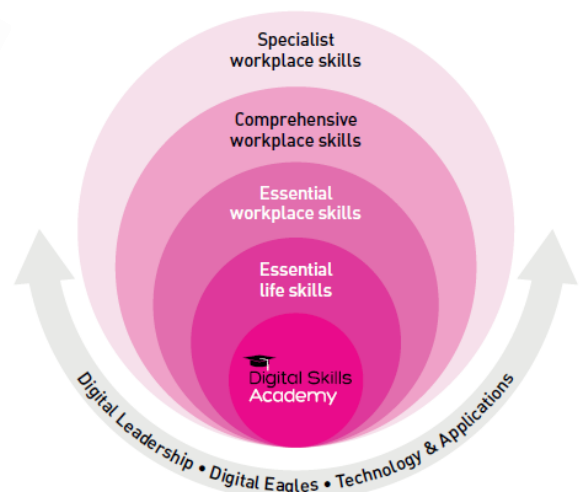 Specialist
workplace skills
Comprehensive
workplace skills
Essential
workplace skills
Essential
life skills
Digital Skills
Academy
Digital Leadership • Digital Eagles • Technology & Applications